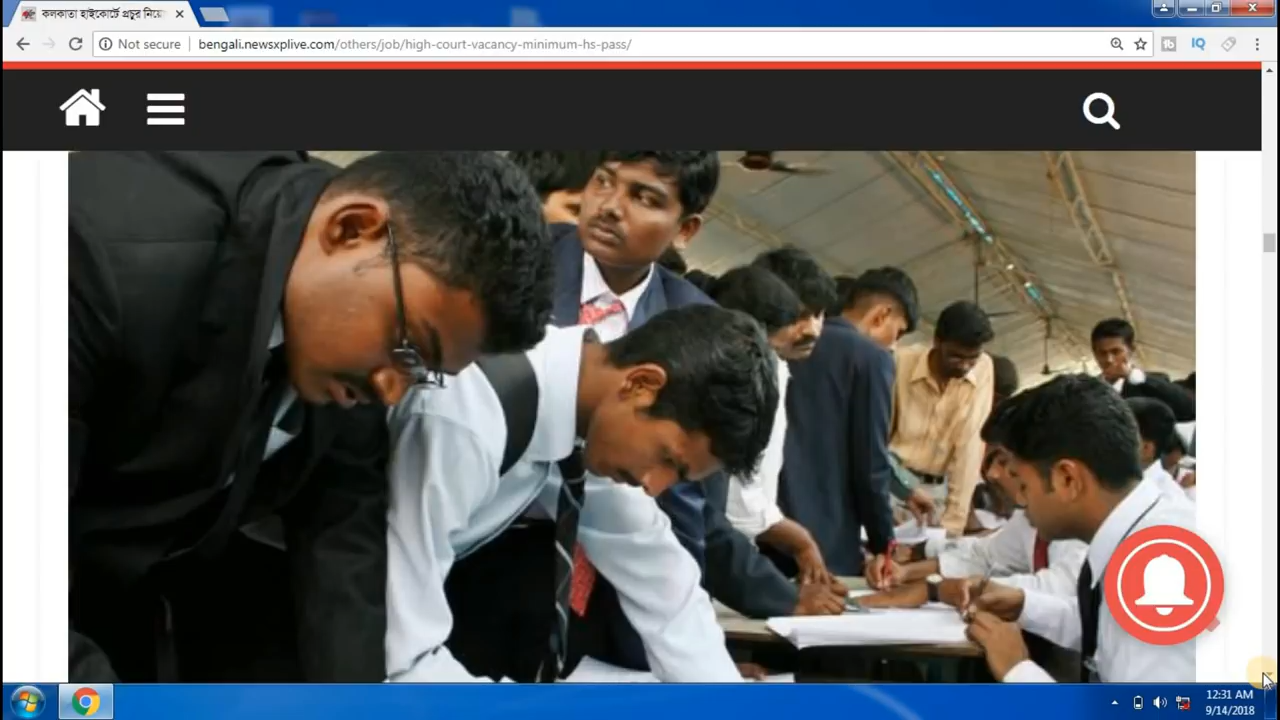 কলকাতা হাইকোর্টে প্রচুর নিয়ো
Not secure
bengali.newsxplive.com/others/job/high-court-vacancy-minimum-hs-pass/
IQ
12:31 AM
9/14/2018